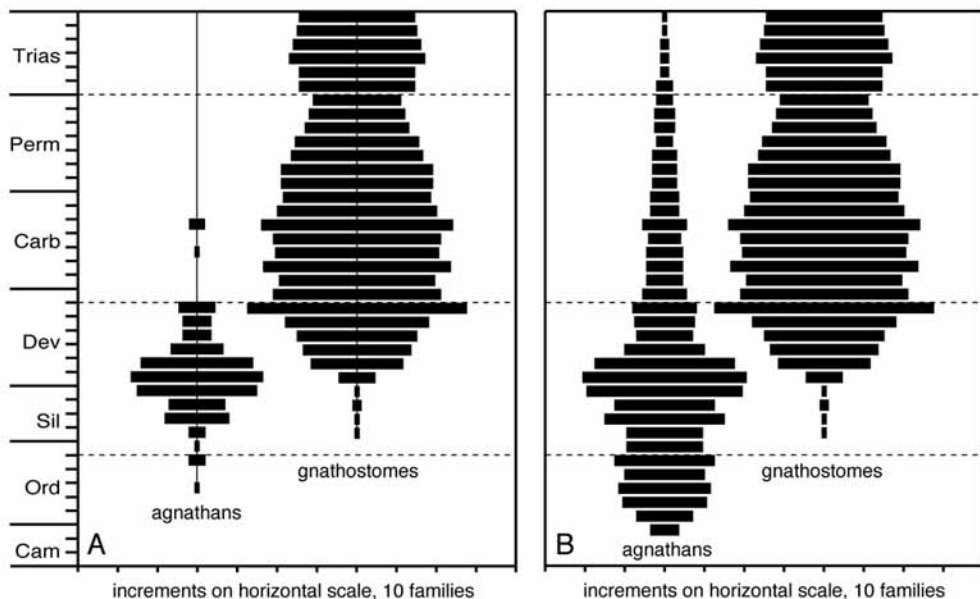 Trias
Perm
Carb
Dev
Sil
Ord
Cam
gnathostomes
agnathans
A
increments on horizontal scale, 10 families
gnathostomes
agnathans
B
increments on horizontal scale, 10 families